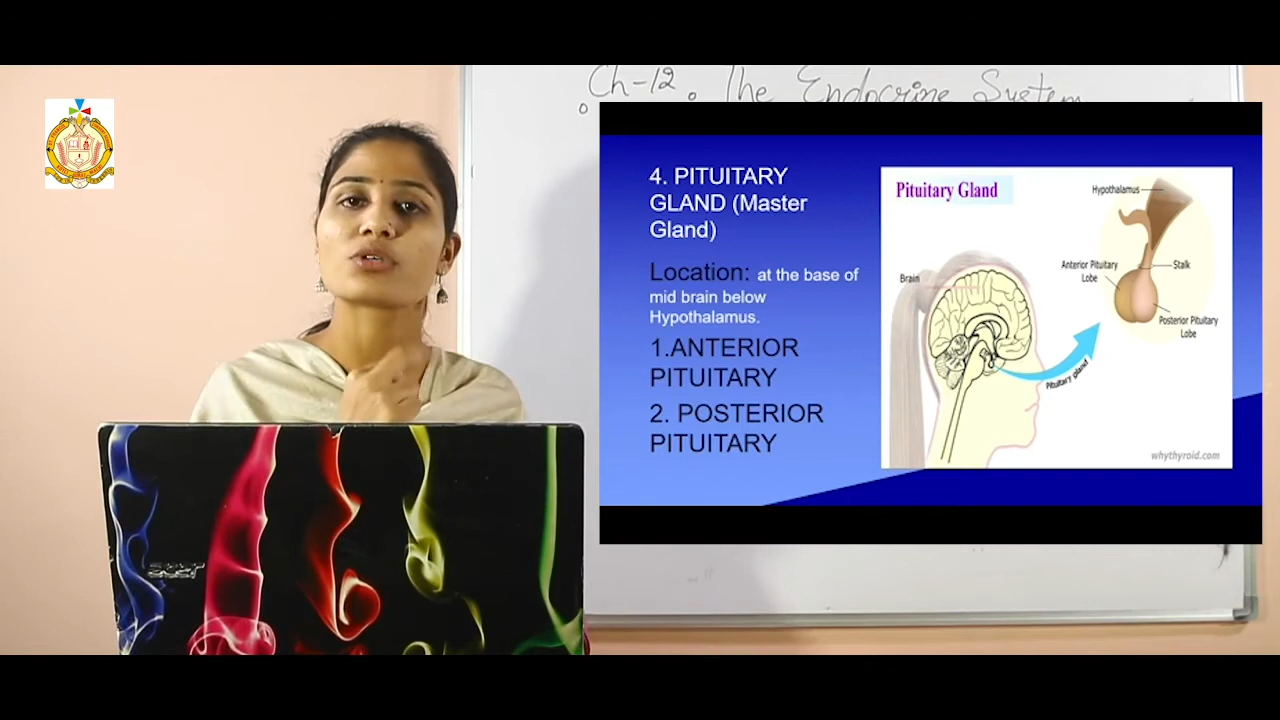 Ch-12. The Endocrine System
4. PITUITARY
GLAND (Master
Gland)
Location: at the base of
mid brain below
Hypothalamus.
1.ANTERIOR
PITUITARY
2. POSTERIOR
PITUITARY
Pituitary Gland
Hypothalamus
Anterior Pituitary
Lobe
Stalk
Posterior Pituitary
Lobe
Brain
Pituitary gland
whythyroid.com
acer